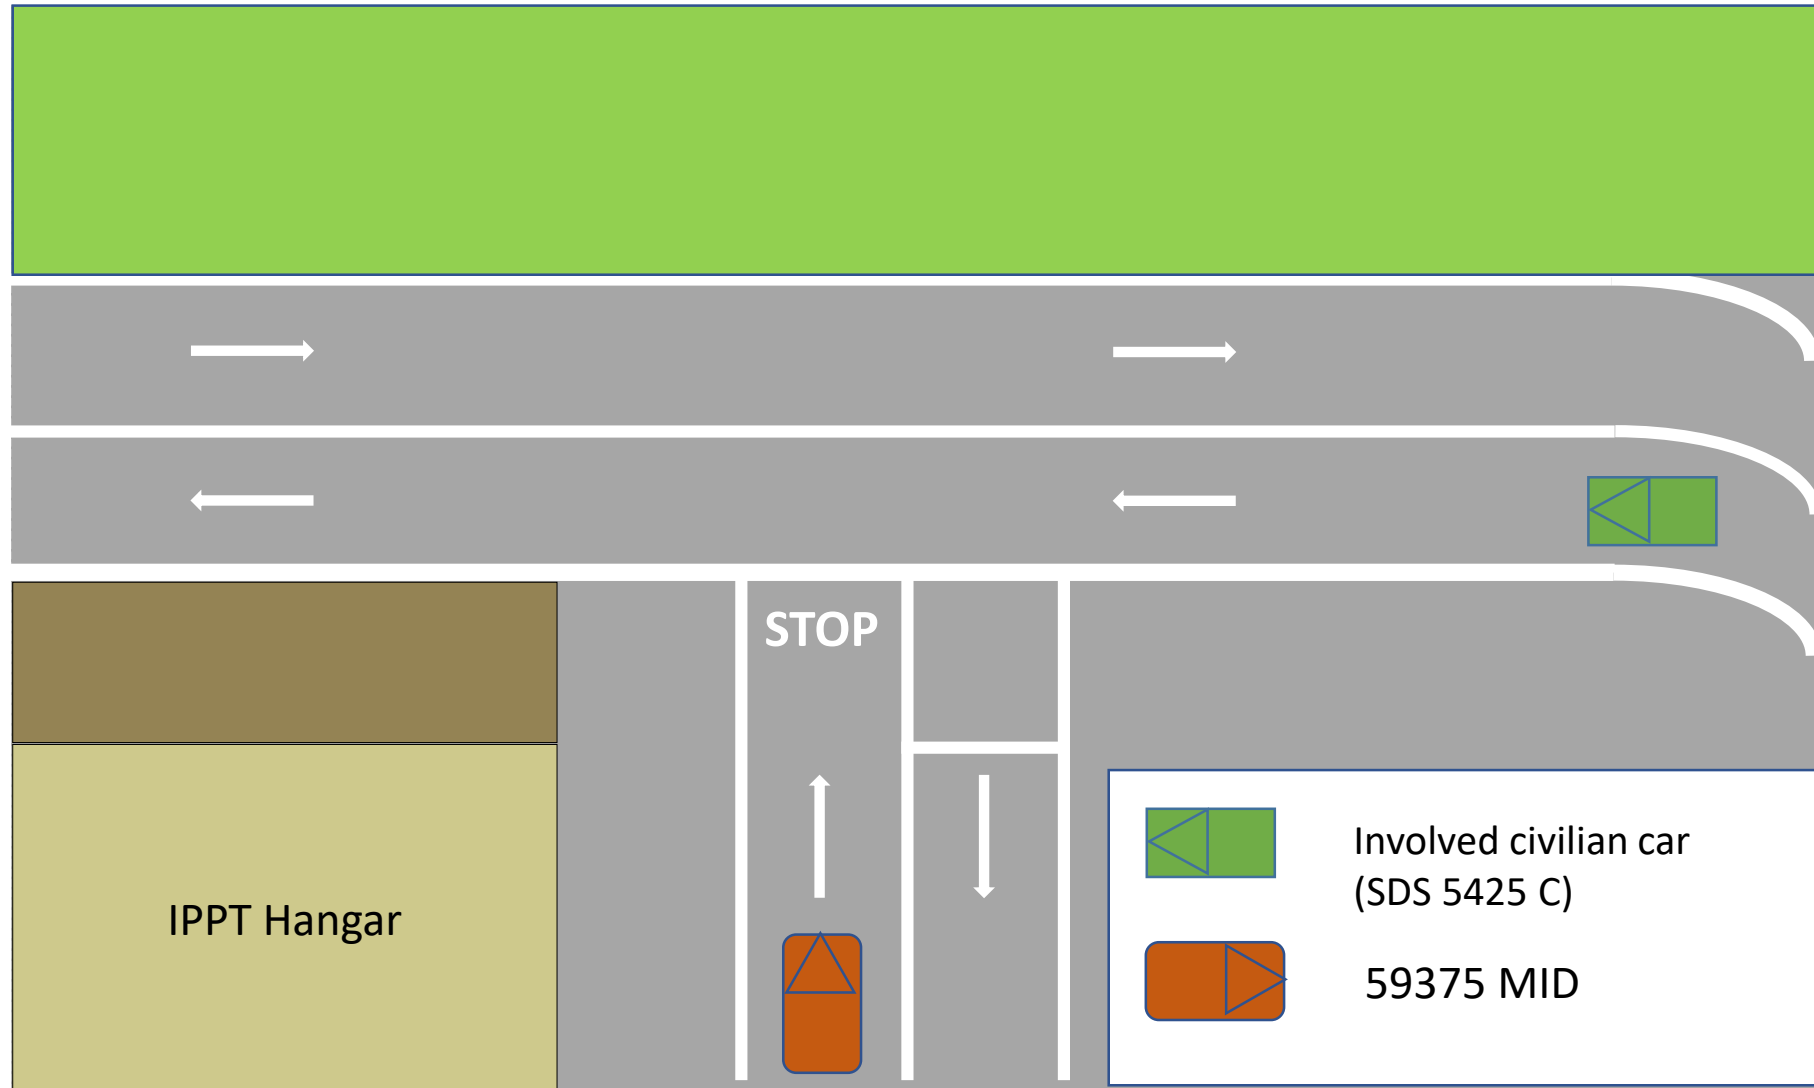 STOP
IPPT Hangar
Involved civilian car
(SDS 5425 C)
59375 MID